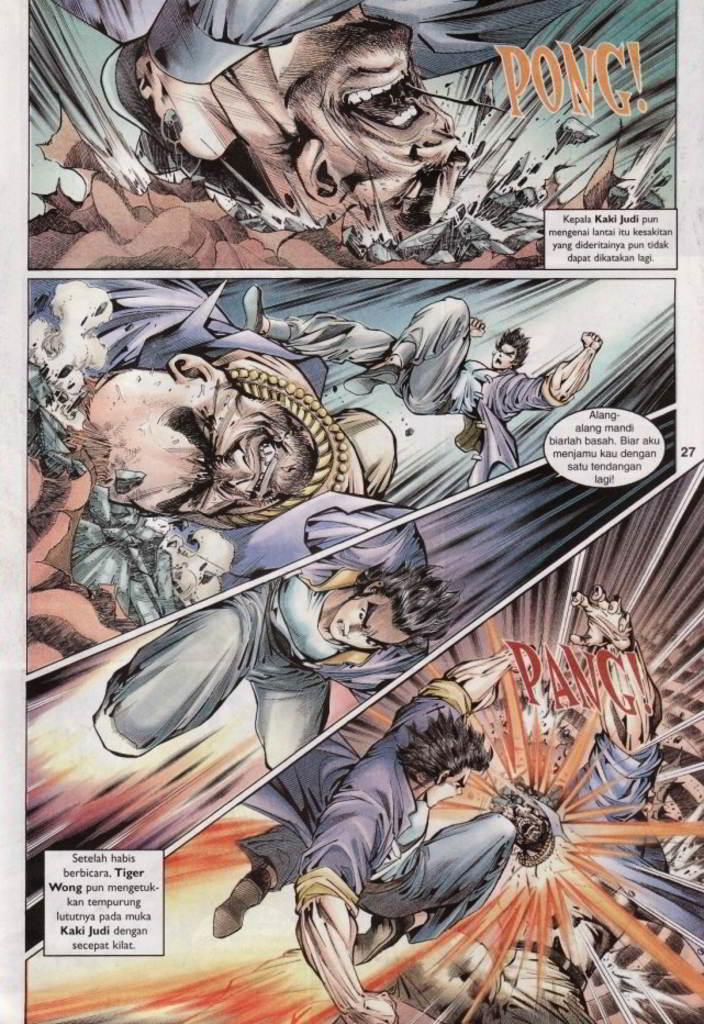 PONG!
Kepala Kaki Judi pun
mengenai lantai itu kesakitan
yang dideritainya pun tidak
dapat dikatakan lagi.
Alang-
alang mandi
biarlah basah. Biar aku
menjamu kau dengan
satu tendangan
lagi!
27
PANG!
Setelah habis
berbicara, Tiger
Wong pun mengetuk-
kan tempurung
lututnya pada muka
Kaki Judi dengan
secepat kilat.